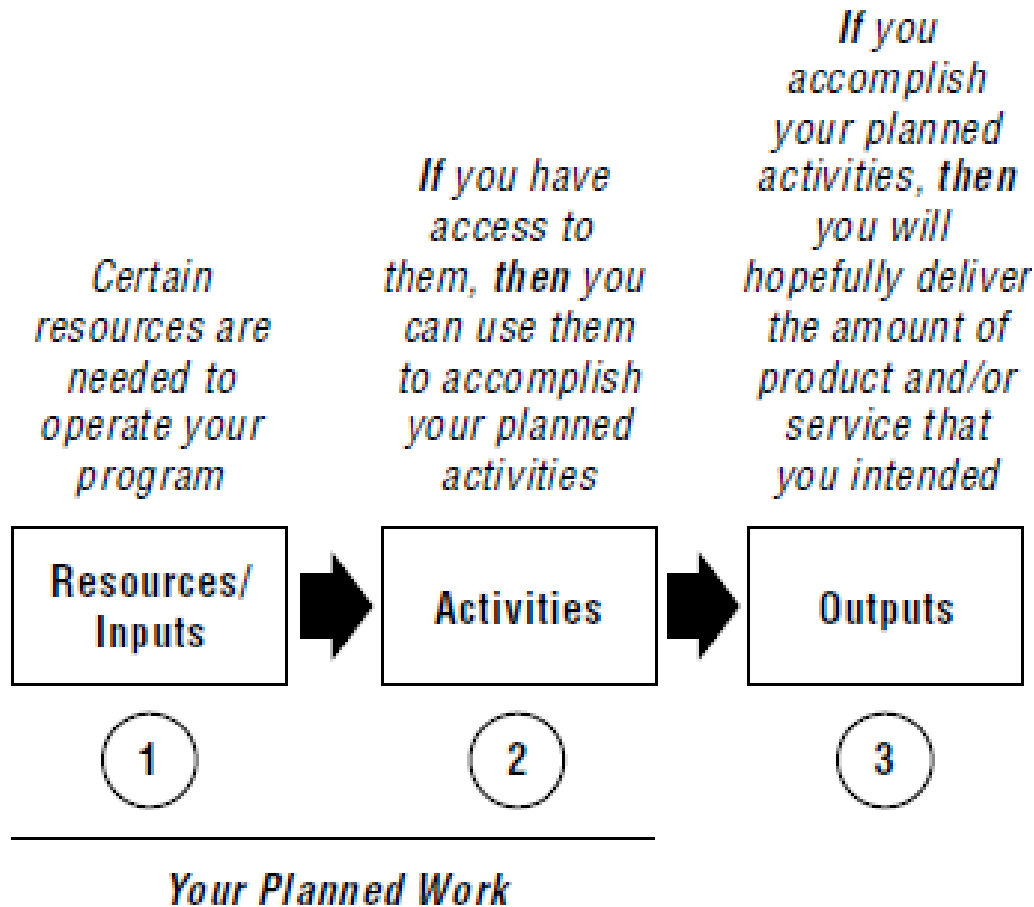 Certain
resources are
needed to
operate your
program
If you have
access to
them, then you
can use them
to accomplish
your planned
activities
If you
accomplish
your planned
activities, then
you will
hopefully deliver
the amount of
product and/or
service that
you intended
Resources/
Inputs
Activities
Outputs
1
2
3
Your Planned Work